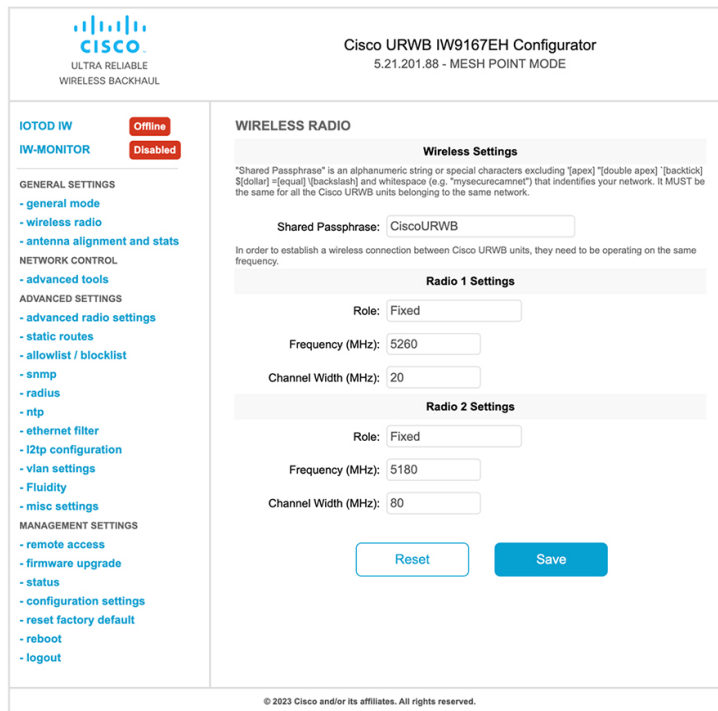 CISCO
ULTRA RELIABLE
WIRELESS BACKHAUL
Cisco URWB IW9167EH Configurator
5.21.201.88 - MESH POINT MODE
IOTOD IW Offline
IW-MONITOR Disabled
GENERAL SETTINGS
- general mode
- wireless radio
- antenna alignment and stats
NETWORK CONTROL
- advanced tools
ADVANCED SETTINGS
- advanced radio settings
- static routes
- allowlist / blocklist
- snmp
- radius
- ntp
- ethernet filter
- l2tp configuration
- vlan settings
- Fluidity
- misc settings
MANAGEMENT SETTINGS
- remote access
- firmware upgrade
- status
- configuration settings
- reset factory default
- reboot
- logout
WIRELESS RADIO
Wireless Settings
"Shared Passphrase" is an alphanumeric string or special characters excluding '[apex] "[double apex] `[backtick]
$[dollar] =[equal] \[backslash] and whitespace (e.g. "mysecurecamnet") that indentifies your network. It MUST be
the same for all the Cisco URWB units belonging to the same network.
Shared Passphrase: CiscoURWB
In order to establish a wireless connection between Cisco URWB units, they need to be operating on the same
frequency.
Radio 1 Settings
Role: Fixed
Frequency (MHz): 5260
Channel Width (MHz): 20
Radio 2 Settings
Role: Fixed
Frequency (MHz): 5180
Channel Width (MHz): 80
Reset Save
© 2023 Cisco and/or its affiliates. All rights reserved.